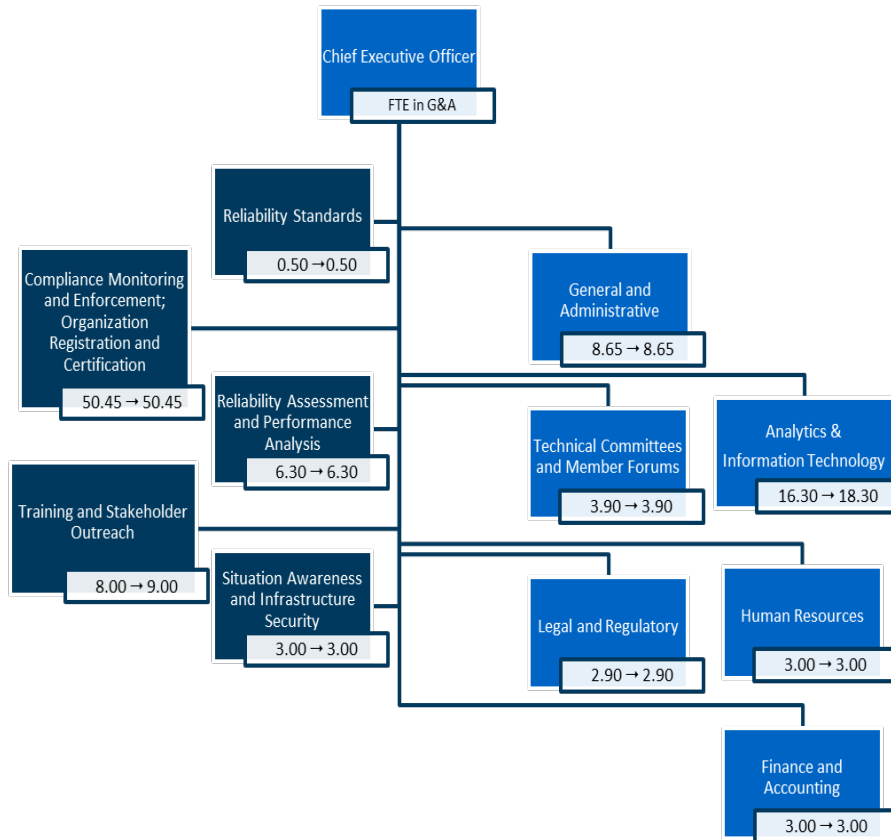 Chief Executive Officer
FTE in G&A
Reliability Standards
0.50 → 0.50
General and
Administrative
8.65 → 8.65
Compliance Monitoring
and Enforcement;
Organization
Registration and
Certification
50.45 → 50.45
Reliability Assessment
and Performance
Analysis
6.30 → 6.30
Technical Committees
and Member Forums
3.90 → 3.90
Analytics &
Information Technology
16.30 → 18.30
Training and Stakeholder
Outreach
8.00 → 9.00
Situation Awareness
and Infrastructure
Security
3.00 → 3.00
Legal and Regulatory
2.90 → 2.90
Human Resources
3.00 → 3.00
Finance and
Accounting
3.00 → 3.00